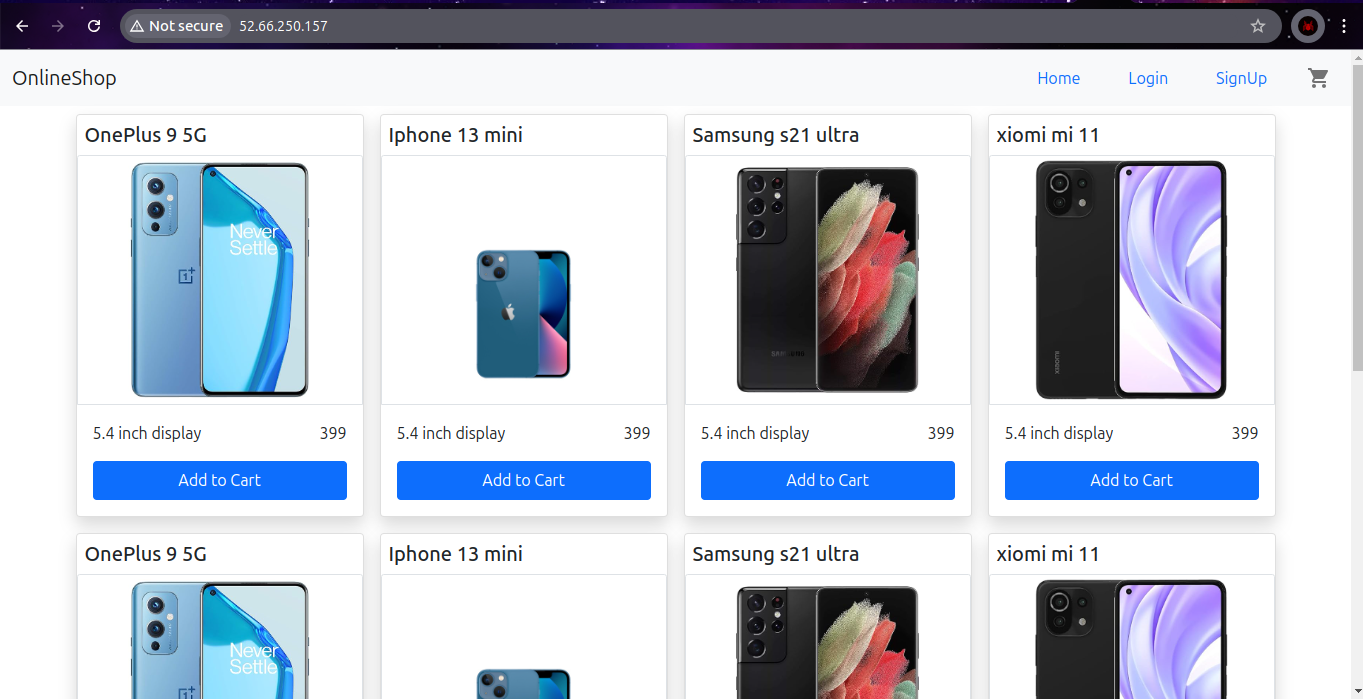 Not secure 52.66.250.157
OnlineShop Home Login SignUp
OnePlus 9 5G Iphone 13 mini Samsung s21 ultra xiomi mi 11
Never
Settle
SAMSUNG
XIAOMI
5.4 inch display 399 5.4 inch display 399 5.4 inch display 399 5.4 inch display 399
Add to Cart Add to Cart Add to Cart Add to Cart
OnePlus 9 5G Iphone 13 mini Samsung s21 ultra xiomi mi 11
Never
Settle